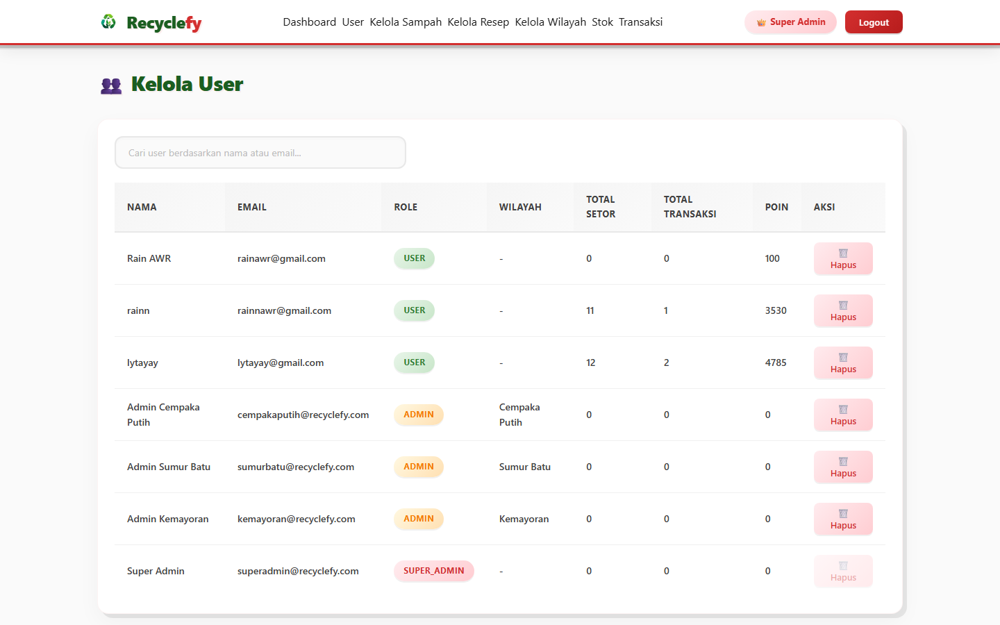 Recyclefy
Dashboard User Kelola Sampah Kelola Resep Kelola Wilayah Stok Transaksi
Super Admin
Logout
Kelola User
Cari user berdasarkan nama atau email...
NAMA EMAIL ROLE WILAYAH TOTAL SETOR TOTAL TRANSAKSI POIN AKSI
Rain AWR rainawr@gmail.com USER - 0 0 100 Hapus
rainn rainnawr@gmail.com USER - 11 1 3530 Hapus
lytayay lytayay@gmail.com USER - 12 2 4785 Hapus
Admin Cempaka Putih cempakaputih@recyclefy.com ADMIN Cempaka Putih 0 0 0 Hapus
Admin Sumur Batu sumurbatu@recyclefy.com ADMIN Sumur Batu 0 0 0 Hapus
Admin Kemayoran kemayoran@recyclefy.com ADMIN Kemayoran 0 0 0 Hapus
Super Admin superadmin@recyclefy.com SUPER_ADMIN - 0 0 0 Hapus